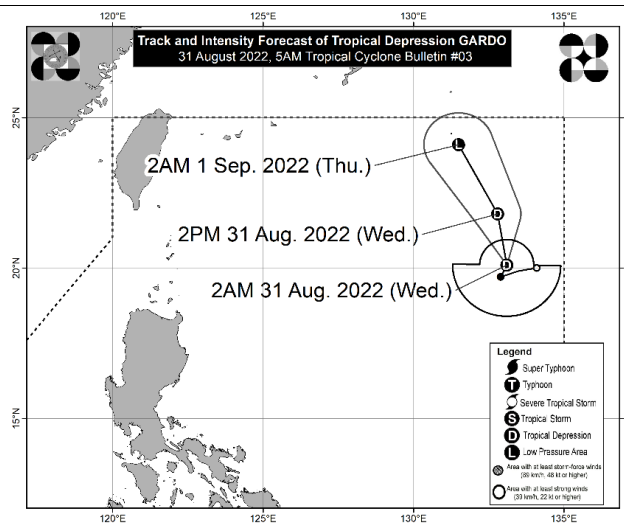 120°E
125°E
130°E
135°E
Track and Intensity Forecast of Tropical Depression GARDO
31 August 2022, 5AM Tropical Cyclone Bulletin #03
25°N
25°N
L
2AM 1 Sep. 2022 (Thu.)
D
2PM 31 Aug. 2022 (Wed.)
20°N
20°N
D
2AM 31 Aug. 2022 (Wed.)
Legend
Super Typhoon
T Typhoon
Severe Tropical Storm
S Tropical Storm
D Tropical Depression
L Low Pressure Area
Area with at least storm-force winds
(89 km/h, 48 kt or higher)
Area with at least strong winds
(39 km/h, 22 kt or higher)
15°N
15°N
120°E
125°E
130°E
135°E